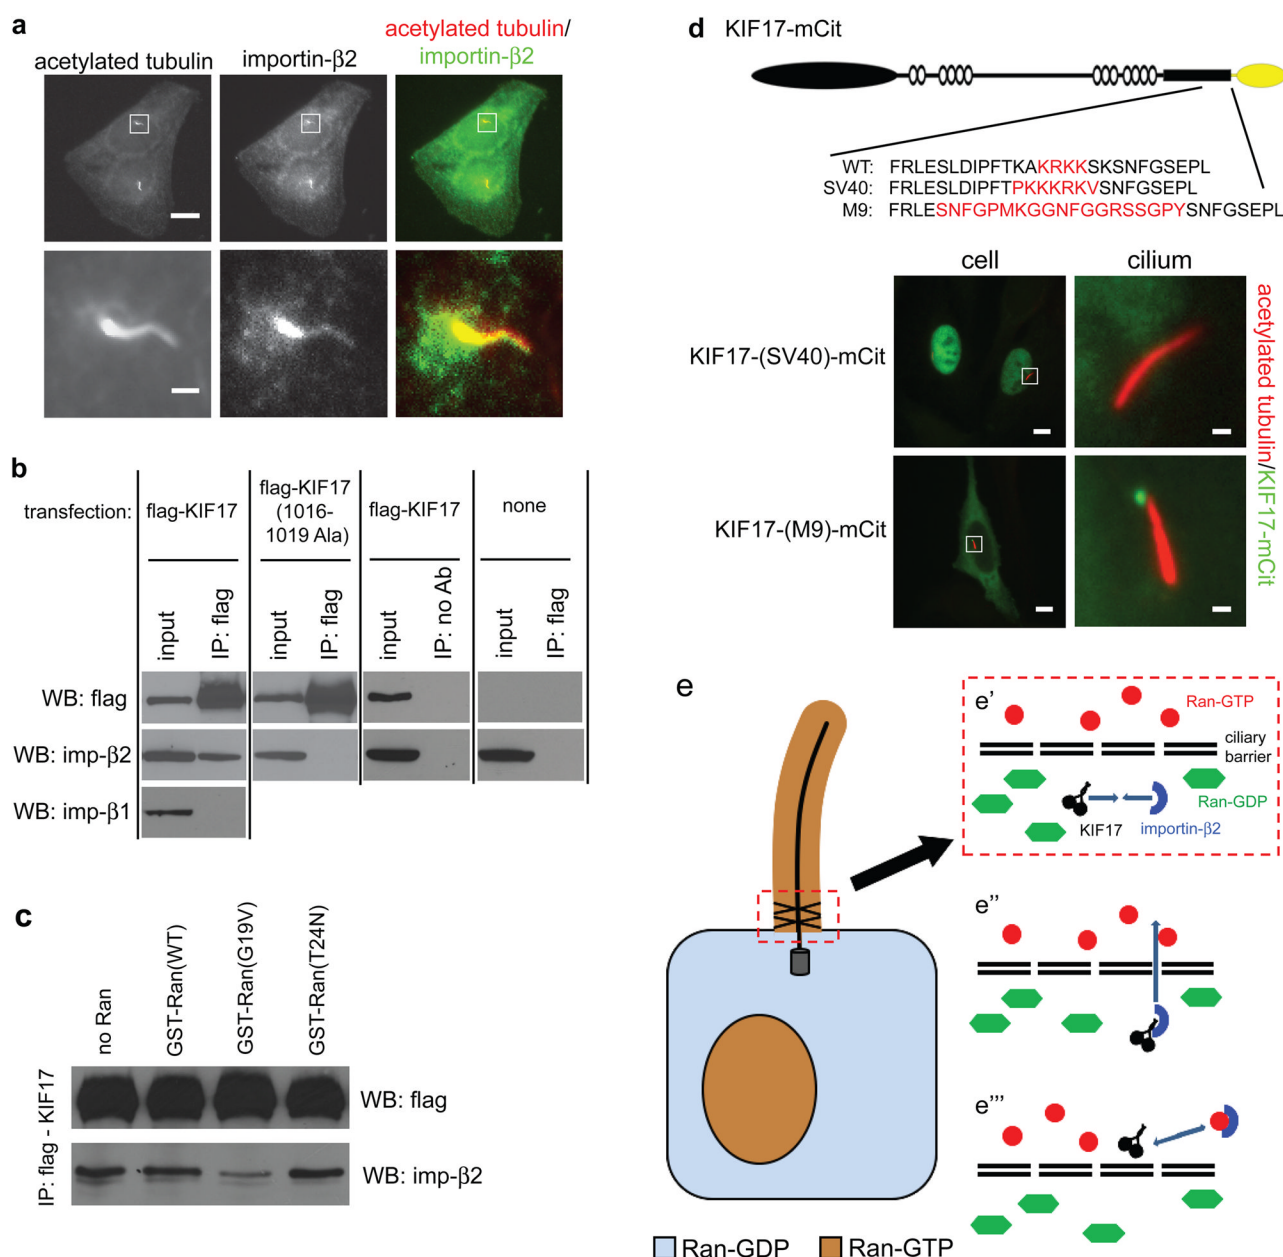 a
acetylated tubulin
importin-β2
acetylated tubulin/
importin-β2
b
transfection:
flag-KIF17
flag-KIF17
(1016-
1019 Ala)
flag-KIF17
none
input
IP: flag
input
IP: flag
input
IP: no Ab
input
IP: flag
WB: flag
WB: imp-β2
WB: imp-β1
c
no Ran
GST-Ran(WT)
GST-Ran(G19V)
GST-Ran(T24N)
IP: flag - KIF17
WB: flag
WB: imp-β2
d
KIF17-mCit
WT: FRLESLDIPFTKAKRKKSKSNFGSEPL
SV40: FRLESLDIPFTPKKKRKVSNFGSEPL
M9: FRLESNFGPMKGGNFGGRSSGPYSNFGSEPL
cell
cilium
KIF17-(SV40)-mCit
KIF17-(M9)-mCit
acetylated tubulin/KIF17-mCit
e
e'
Ran-GTP
ciliary
barrier
Ran-GDP
KIF17
importin-β2
e''
e'''
Ran-GDP
Ran-GTP